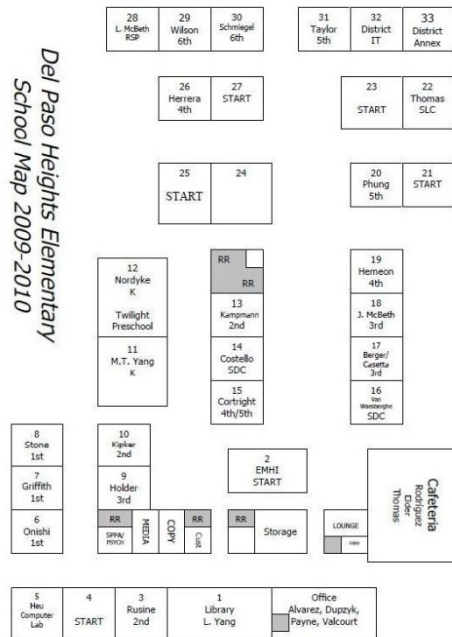 Del Paso Heights Elementary
School Map 2009-2010
28
L. McBeth
RSP
29
Wilson
6th
30
Schmiegel
6th
31
Taylor
5th
32
District
IT
33
District
Annex
26
Herrera
4th
27
START
23
START
22
Thomas
SLC
25
START
24
20
Phung
5th
21
START
12
Nordyke
K
Twilight
Preschool
11
M.T. Yang
K
RR
RR
13
Kampmann
2nd
14
Costello
SDC
15
Cortright
4th/5th
19
Hemeon
4th
18
J. McBeth
3rd
17
Berger/
Casetta
3rd
16
Van
SDC
8
Stone
1st
7
Griffith
1st
6
Onishi
1st
10
Kipker
2nd
9
Holder
3rd
RR
SPPA/
PSYCH
MEDIA
COPY
RR
Cust
2
EMHI
START
RR
Storage
LOUNGE
Cafeteria
Rodriguez
Elder
Thomas
5
Heu
Computer
Lab
4
START
3
Rusine
2nd
1
Library
L. Yang
Office
Alvarez, Dupzyk,
Payne, Valcourt